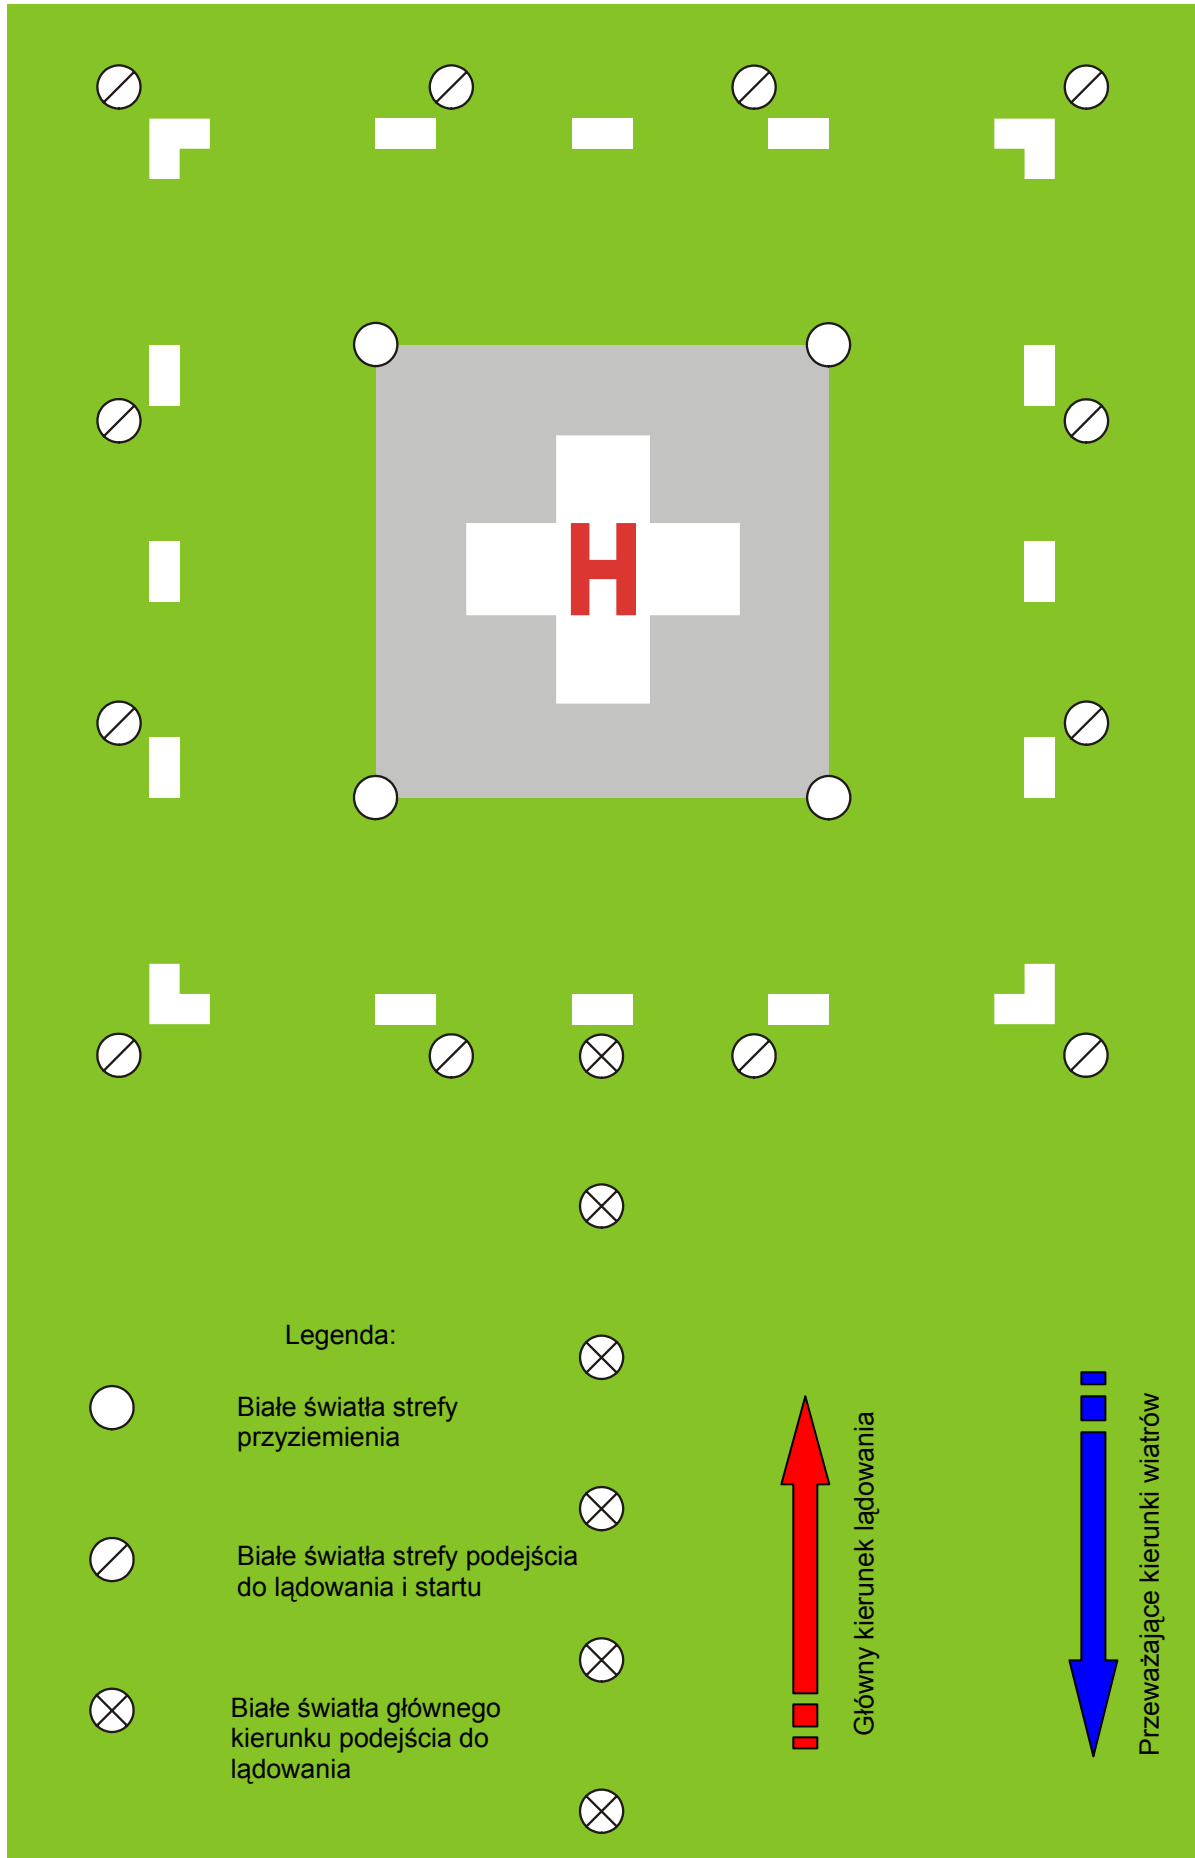 H
Legenda:
Białe światła strefy
przyziemienia
Białe światła strefy podejścia
do lądowania i startu
Białe światła głównego
kierunku podejścia do
lądowania
Główny kierunek lądowania
Przeważające kierunki wiatrów